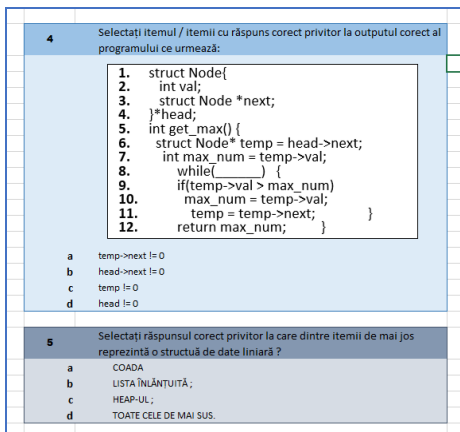 4 Selectați itemul / itemii cu răspuns corect privitor la outputul corect al
programului ce urmează:
1. struct Node{
2. int val;
3. struct Node *next;
4. }*head;
5. int get_max() {
6. struct Node* temp = head->next;
7. int max_num = temp->val;
8. while(______) {
9. if(temp->val > max_num)
10. max_num = temp->val;
11. temp = temp->next; }
12. return max_num; }
a temp->next != 0
b head->next != 0
c temp != 0
d head != 0
5 Selectați răspunsul corect privitor la care dintre itemii de mai jos
reprezintă o structuă de date liniară ?
a COADA
b LISTA ÎNLĂNȚUITĂ ;
c HEAP-UL ;
d TOATE CELE DE MAI SUS.